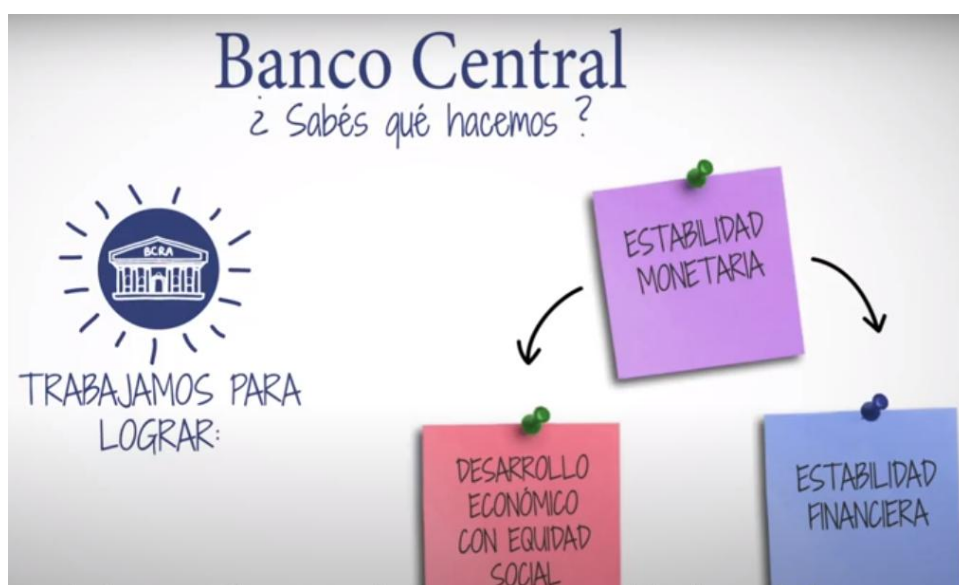 Banco Central
¿ Sabés qué hacemos ?
BCRA
TRABAJAMOS PARA
LOGRAR:
ESTABILIDAD
MONETARIA
DESARROLLO
ECONÓMICO
CON EQUIDAD
SOCIAL
ESTABILIDAD
FINANCIERA